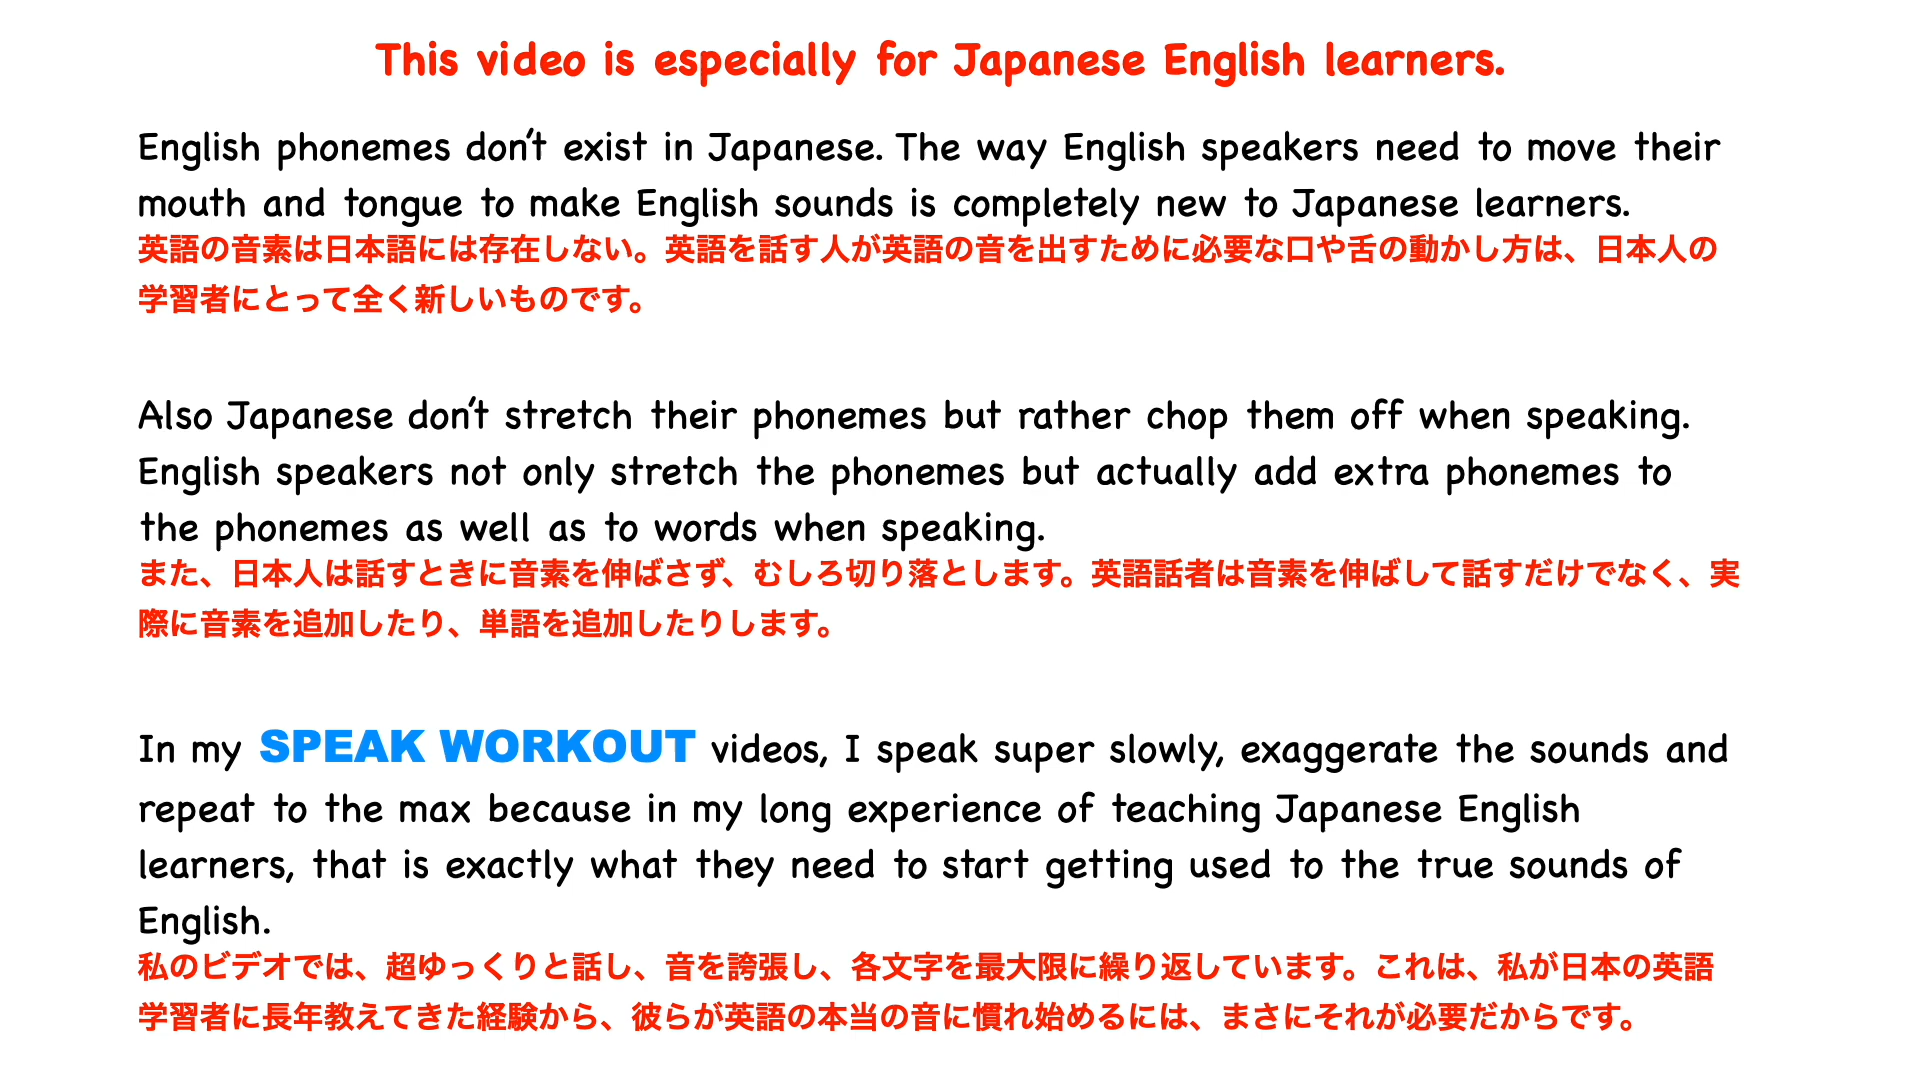 This video is especially for Japanese English learners.
English phonemes don't exist in Japanese. The way English speakers need to move their
mouth and tongue to make English sounds is completely new to Japanese learners.
英語の音素は日本語には存在しない。英語を話す人が英語の音を出すために必要な口や舌の動かし方は、日本人の
学習者にとって全く新しいものです。
Also Japanese don't stretch their phonemes but rather chop them off when speaking.
English speakers not only stretch the phonemes but actually add extra phonemes to
the phonemes as well as to words when speaking.
また、日本人は話すときに音素を伸ばさず、むしろ切り落とします。英語話者は音素を伸ばして話すだけでなく、実
際に音素を追加したり、単語を追加したりします。
In my SPEAK WORKOUT videos, I speak super slowly, exaggerate the sounds and
repeat to the max because in my long experience of teaching Japanese English
learners, that is exactly what they need to start getting used to the true sounds of
English.
私のビデオでは、超ゆっくりと話し、音を誇張し、各文字を最大限に繰り返しています。これは、私が日本の英語
学習者に長年教えてきた経験から、彼らが英語の本当の音に慣れ始めるには、まさにそれが必要だからです。